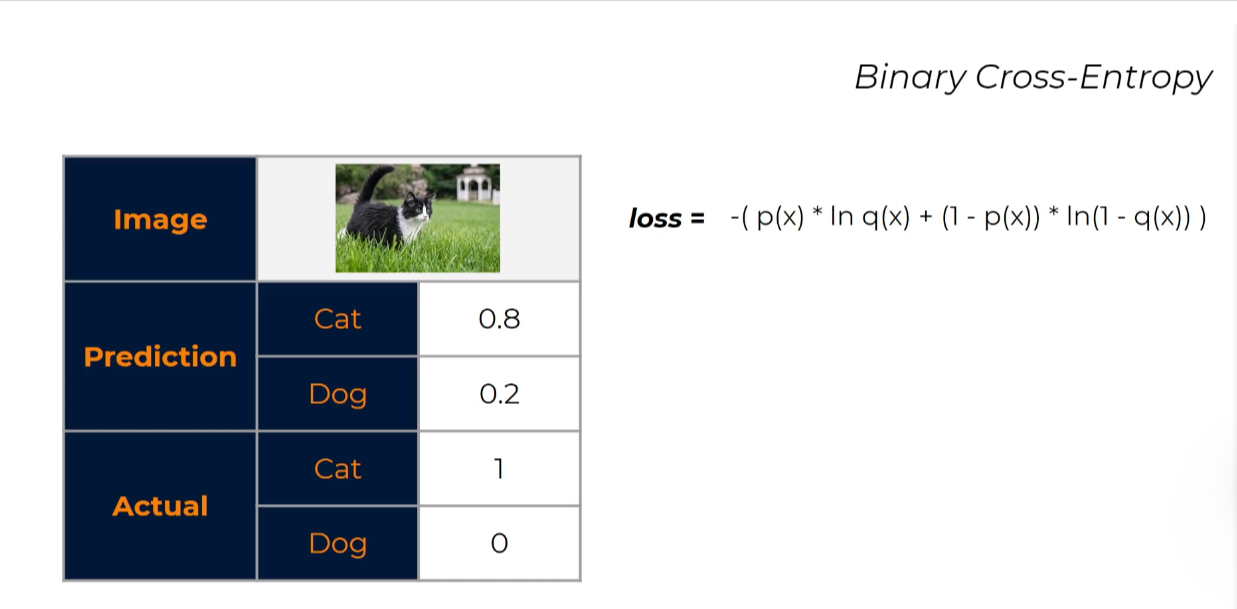 Binary Cross-Entropy
Image
loss = -( p(x) * ln q(x) + (1 - p(x)) * ln(1 - q(x)) )
Prediction
Cat
0.8
Dog
0.2
Actual
Cat
1
Dog
0